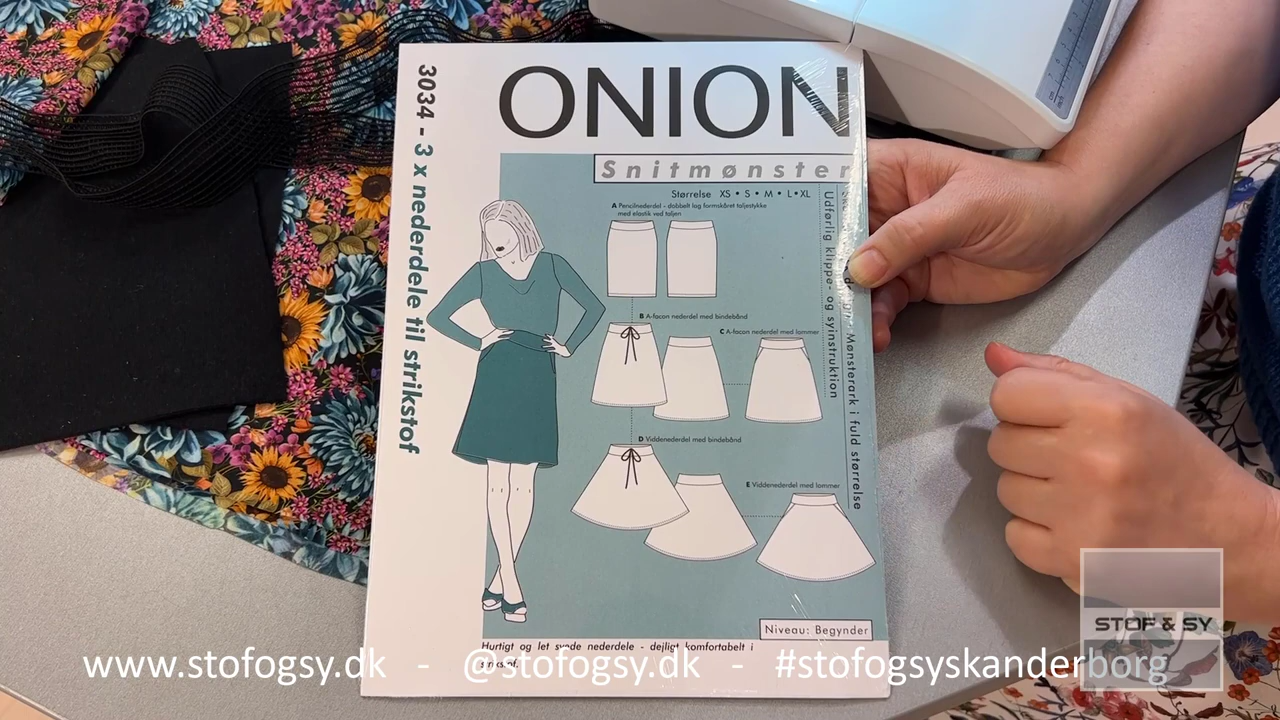 ONION
Snitmønster
3034 - 3 x nederdele til strikstof
Størrelse XS • S • M • L • XL
A Pencilnederdel - dobbelt lag formskåret taljestykke
med elastik ved taljen
B A-facon nederdel med bindebånd
C A-facon nederdel med lommer
D Viddenederdel med bindebånd
E Viddenederdel med lommer
Udførlig klippe- og syinstruktion
Mønsterark i fuld størrelse
Niveau: Begynder
Hurtigt og let syede nederdele - dejligt komfortabelt i
strikstof.
www.stofogsy.dk - @stofogsy.dk - #stofogsyskanderborg
STOF & SY